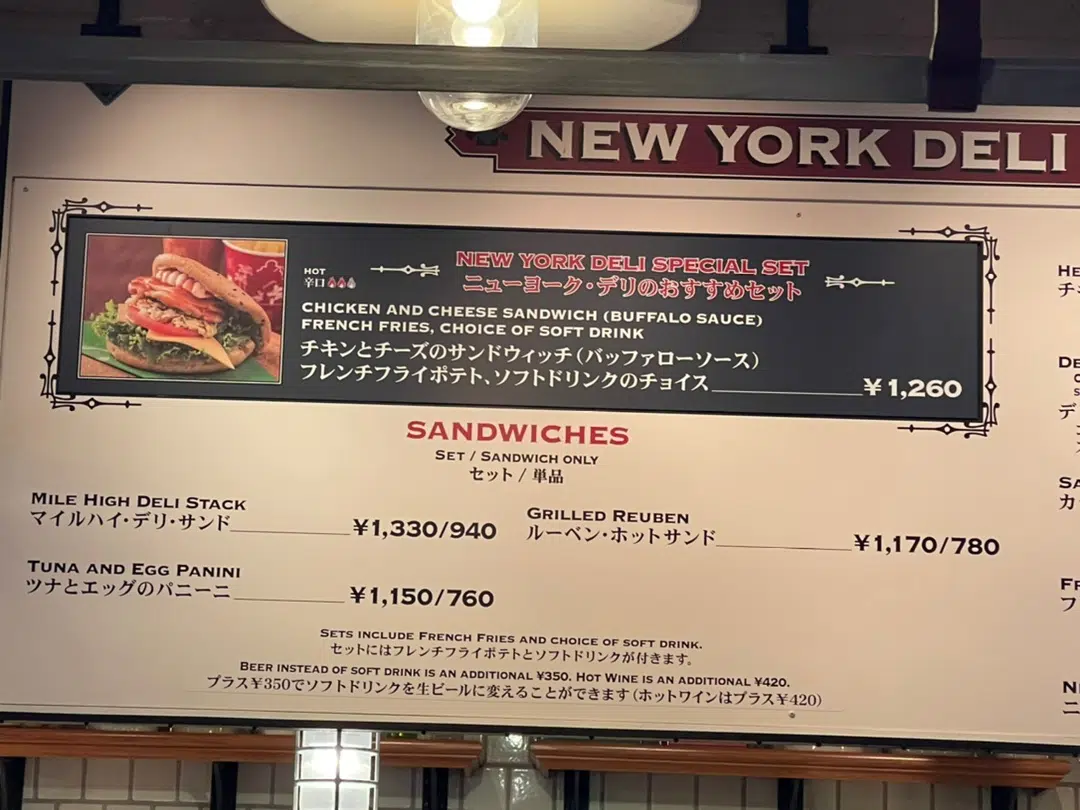 NEW YORK DELI
HOT
辛口
NEW YORK DELI SPECIAL SET
ニューヨーク・デリのおすすめセット
CHICKEN AND CHEESE SANDWICH (BUFFALO SAUCE)
FRENCH FRIES, CHOICE OF SOFT DRINK
チキンとチーズのサンドウィッチ(バッファローソース)
フレンチフライポテト、ソフトドリンクのチョイス ¥1,260
SANDWICHES
SET / SANDWICH ONLY
セット / 単品
MILE HIGH DELI STACK
マイルハイ・デリ・サンド ¥1,330/940
GRILLED REUBEN
ルーベン・ホットサンド ¥1,170/780
TUNA AND EGG PANINI
ツナとエッグのパニーニ ¥1,150/760
SETS INCLUDE FRENCH FRIES AND CHOICE OF SOFT DRINK.
セットにはフレンチフライポテトとソフトドリンクが付きます。
BEER INSTEAD OF SOFT DRINK IS AN ADDITIONAL ¥350. HOT WINE IS AN ADDITIONAL ¥420.
プラス¥350でソフトドリンクを生ビールに変えることができます(ホットワインはプラス¥420)